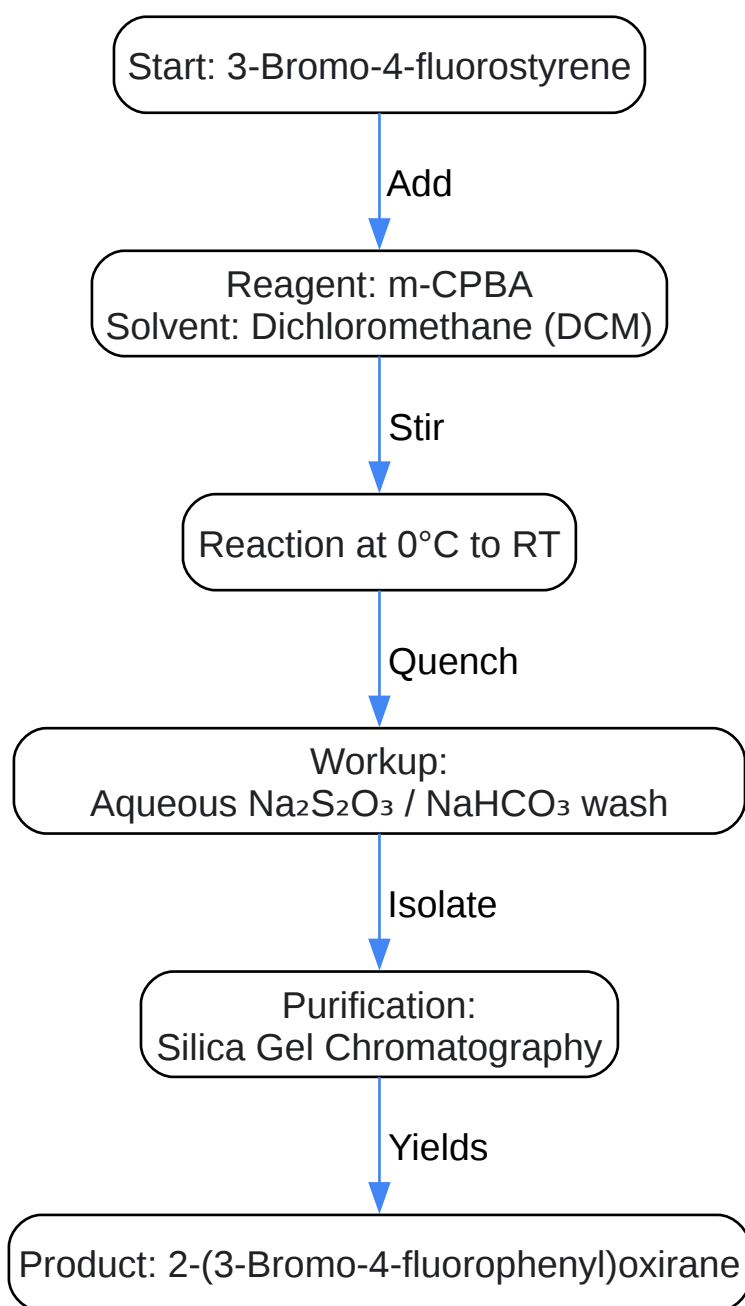 Start: 3-Bromo-4-fluorostyrene
Add
Reagent: m-CPBA
Solvent: Dichloromethane (DCM)
Stir
Reaction at 0°C to RT
Quench
Workup:
Aqueous Na₂S₂O₃ / NaHCO₃ wash
Isolate
Purification:
Silica Gel Chromatography
Yields
Product: 2-(3-Bromo-4-fluorophenyl)oxirane